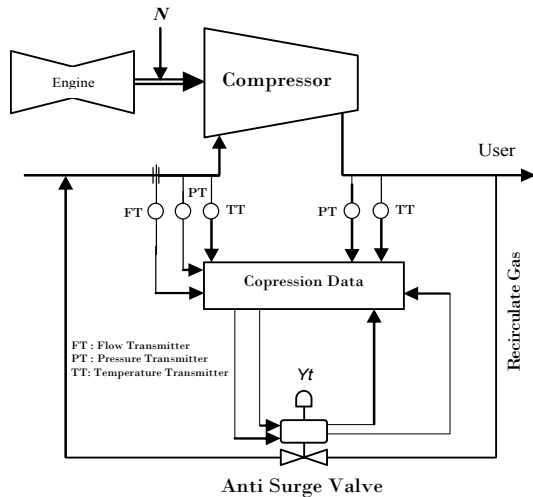 N
Engine
Compressor
User
FT
PT
TT
PT
TT
Copression Data
Recirculate Gas
FT : Flow Transmitter
PT : Pressure Transmitter
TT: Temperature Transmitter
Yt
Anti Surge Valve